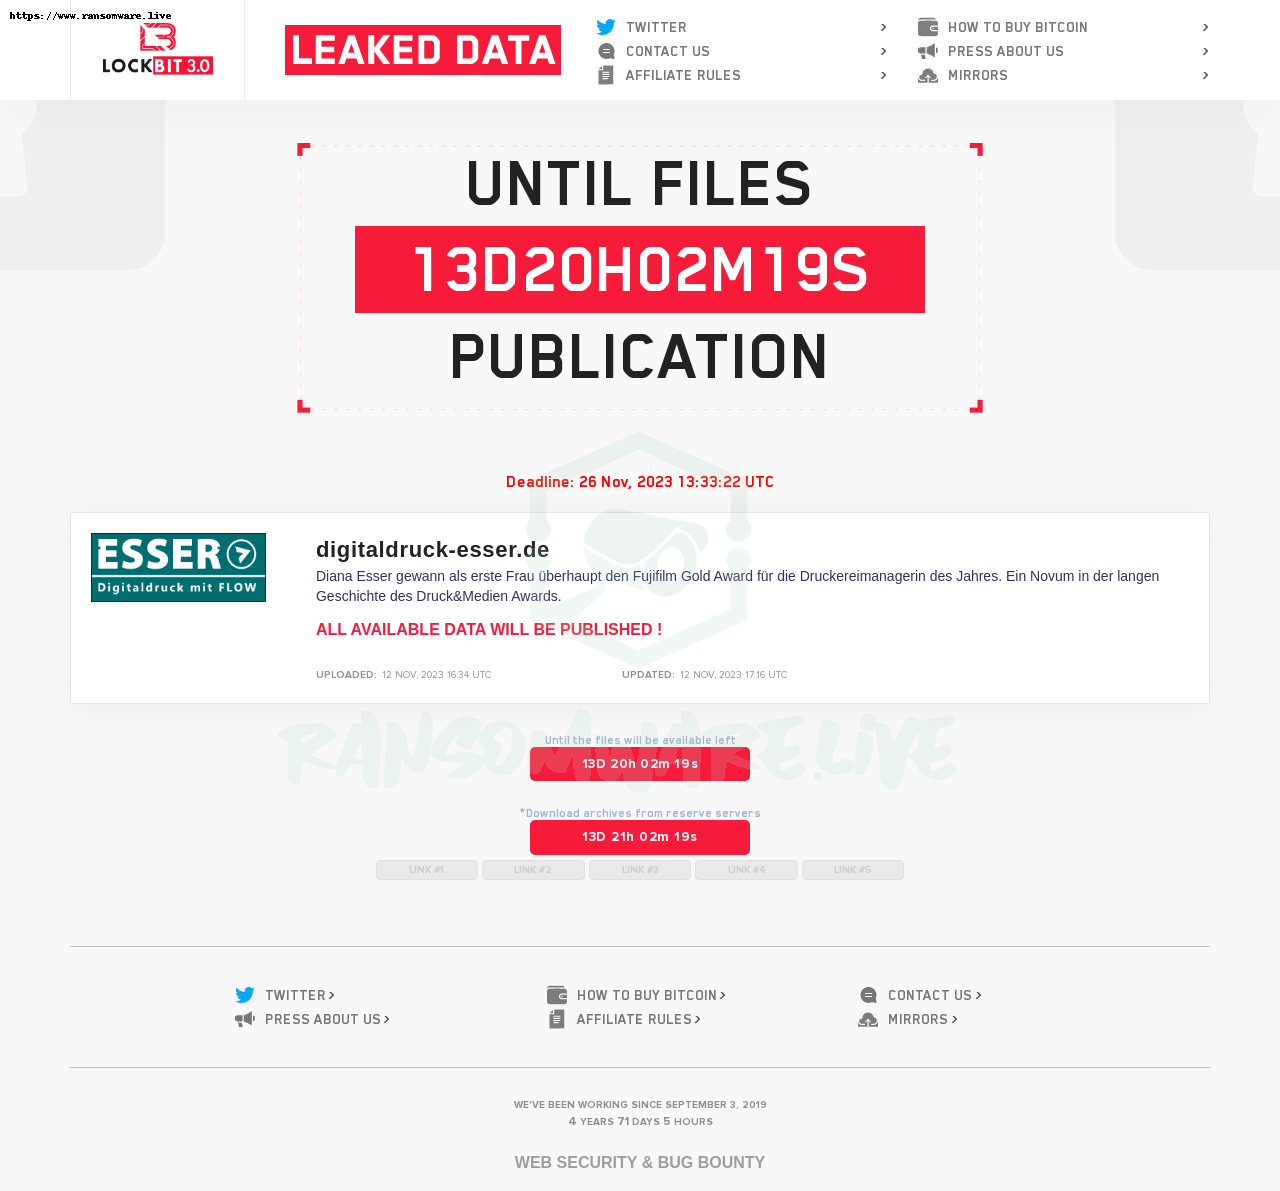 https://www.ransomware.live
LOCKBIT 3.0
LEAKED DATA
TWITTER >
CONTACT US >
AFFILIATE RULES >
HOW TO BUY BITCOIN >
PRESS ABOUT US >
MIRRORS >
UNTIL FILES
13D20H02M19S
PUBLICATION
Deadline: 26 Nov, 2023 13:33:22 UTC
ESSER
Digitaldruck mit FLOW
digitaldruck-esser.de
Diana Esser gewann als erste Frau überhaupt den Fujifilm Gold Award für die Druckereimanagerin des Jahres. Ein Novum in der langen
Geschichte des Druck&Medien Awards.
ALL AVAILABLE DATA WILL BE PUBLISHED !
UPLOADED: 12 NOV, 2023 16:34 UTC
UPDATED: 12 NOV, 2023 17:16 UTC
RANSOMWARE.LIVE
Until the files will be available left
13D 20h 02m 19s
*Download archives from reserve servers
13D 21h 02m 19s
LINK #1 LINK #2 LINK #3 LINK #4 LINK #5
TWITTER >
PRESS ABOUT US >
HOW TO BUY BITCOIN >
AFFILIATE RULES >
CONTACT US >
MIRRORS >
WE'VE BEEN WORKING SINCE SEPTEMBER 3, 2019
4 YEARS 71 DAYS 5 HOURS
WEB SECURITY & BUG BOUNTY